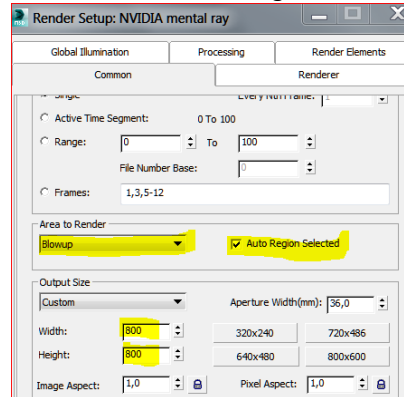 Render Setup: NVIDIA mental ray
Global Illumination Processing Render Elements
Common Renderer
Single Every Nth Frame: 1
Active Time Segment: 0 To 100
Range: 0 To 100
File Number Base: 0
Frames: 1,3,5-12
Area to Render
Blowup Auto Region Selected
Output Size
Custom Aperture Width(mm): 36,0
Width: 800 320x240 720x486
Height: 800 640x480 800x600
Image Aspect: 1,0 Pixel Aspect: 1,0